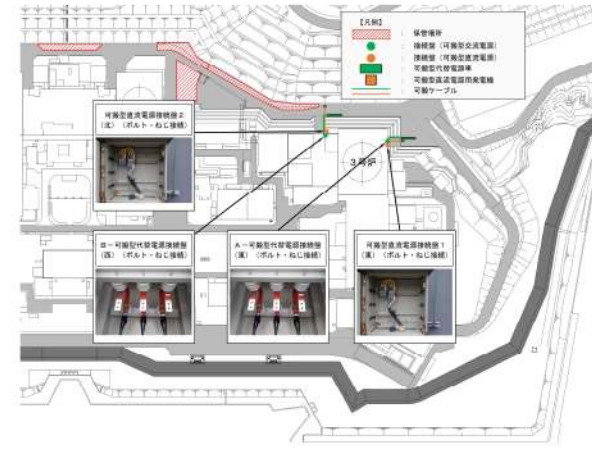 【凡例】
： 保管場所
： 接続盤（可搬型交流電源）
： 接続盤（可搬型直流電源）
： 可搬型代替電源車
： 可搬型直流電源用発電機
： 可搬ケーブル
可搬型直流電源接続盤２
（北）（ボルト・ねじ接続）
３号炉
Ｂ－可搬型代替電源接続盤
（西）（ボルト・ねじ接続）
Ａ－可搬型代替電源接続盤
（東）（ボルト・ねじ接続）
可搬型直流電源接続盤１
（東）（ボルト・ねじ接続）